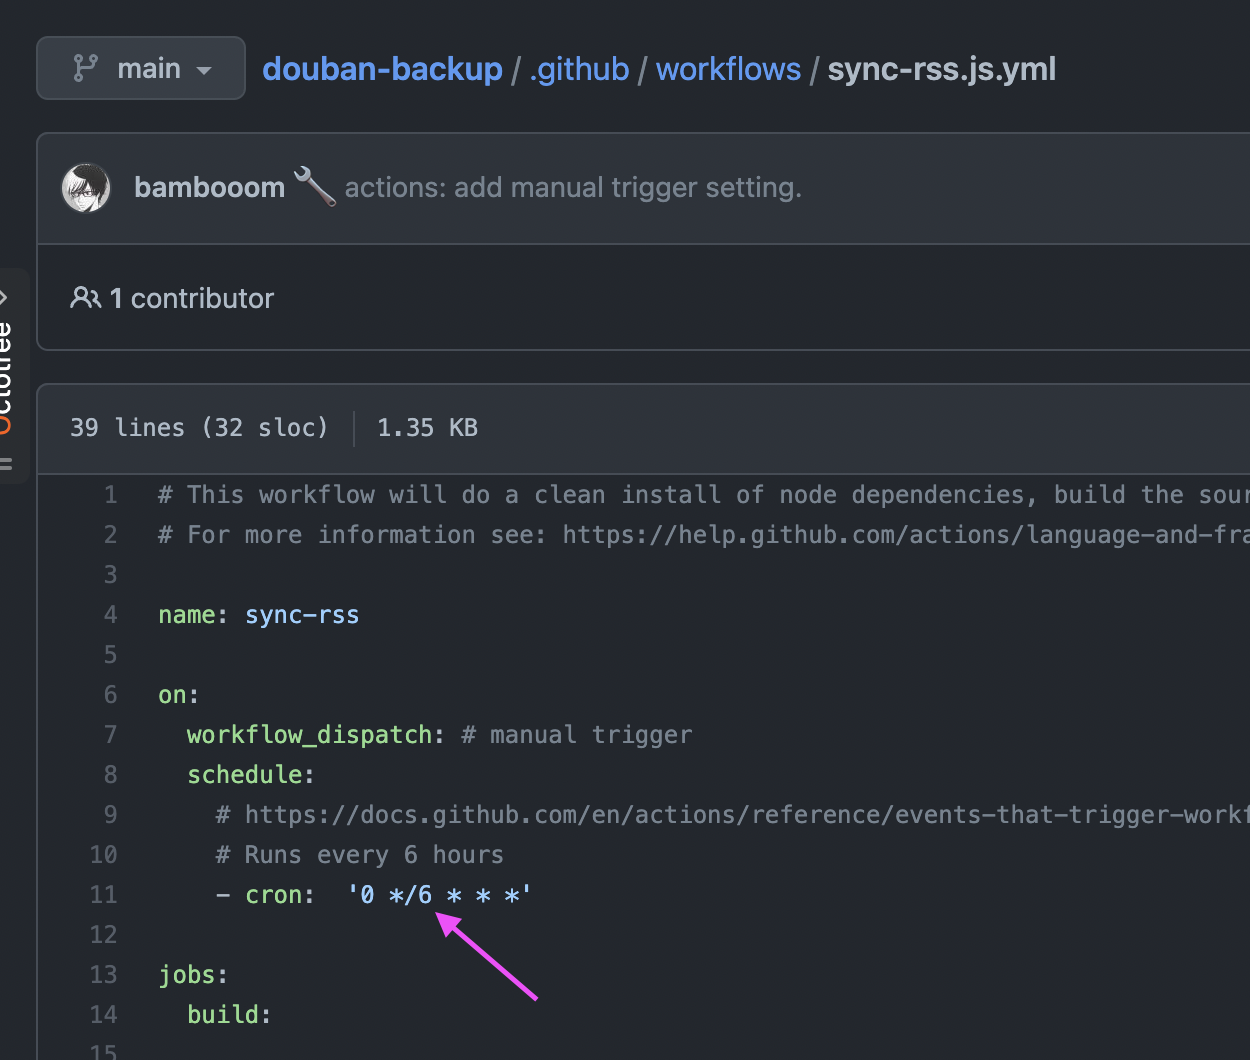 main
douban-backup / .github / workflows / sync-rss.js.yml
bambooom 🔧 actions: add manual trigger setting.
1 contributor
Octotree
39 lines (32 sloc) | 1.35 KB
1 # This workflow will do a clean install of node dependencies, build the
2 # For more information see: https://help.github.com/actions/language-and-
3
4 name: sync-rss
5
6 on:
7 workflow_dispatch: # manual trigger
8 schedule:
9 # https://docs.github.com/en/actions/reference/events-that-trigger-
10 # Runs every 6 hours
11 - cron:  '0 */6 * * *'
12
13 jobs:
14 build:
15